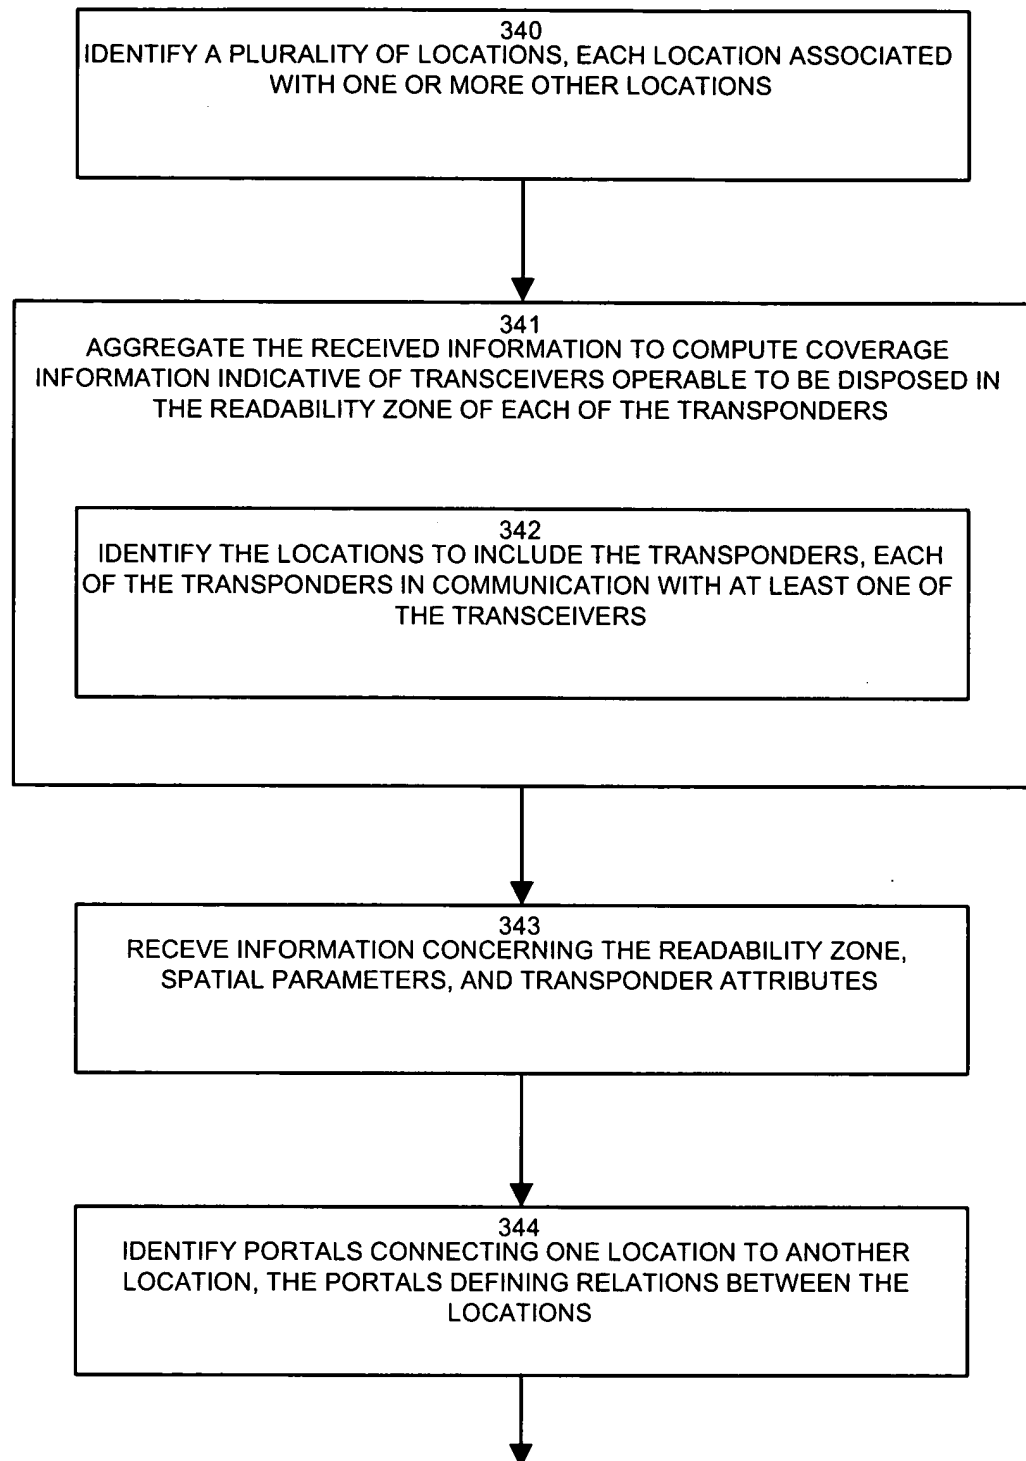 340
IDENTIFY A PLURALITY OF LOCATIONS, EACH LOCATION ASSOCIATED
WITH ONE OR MORE OTHER LOCATIONS
341
AGGREGATE THE RECEIVED INFORMATION TO COMPUTE COVERAGE
INFORMATION INDICATIVE OF TRANSCEIVERS OPERABLE TO BE DISPOSED IN
THE READABILITY ZONE OF EACH OF THE TRANSPONDERS
342
IDENTIFY THE LOCATIONS TO INCLUDE THE TRANSPONDERS, EACH
OF THE TRANSPONDERS IN COMMUNICATION WITH AT LEAST ONE OF
THE TRANSCEIVERS
343
RECEVE INFORMATION CONCERNING THE READABILITY ZONE,
SPATIAL PARAMETERS, AND TRANSPONDER ATTRIBUTES
344
IDENTIFY PORTALS CONNECTING ONE LOCATION TO ANOTHER
LOCATION, THE PORTALS DEFINING RELATIONS BETWEEN THE
LOCATIONS